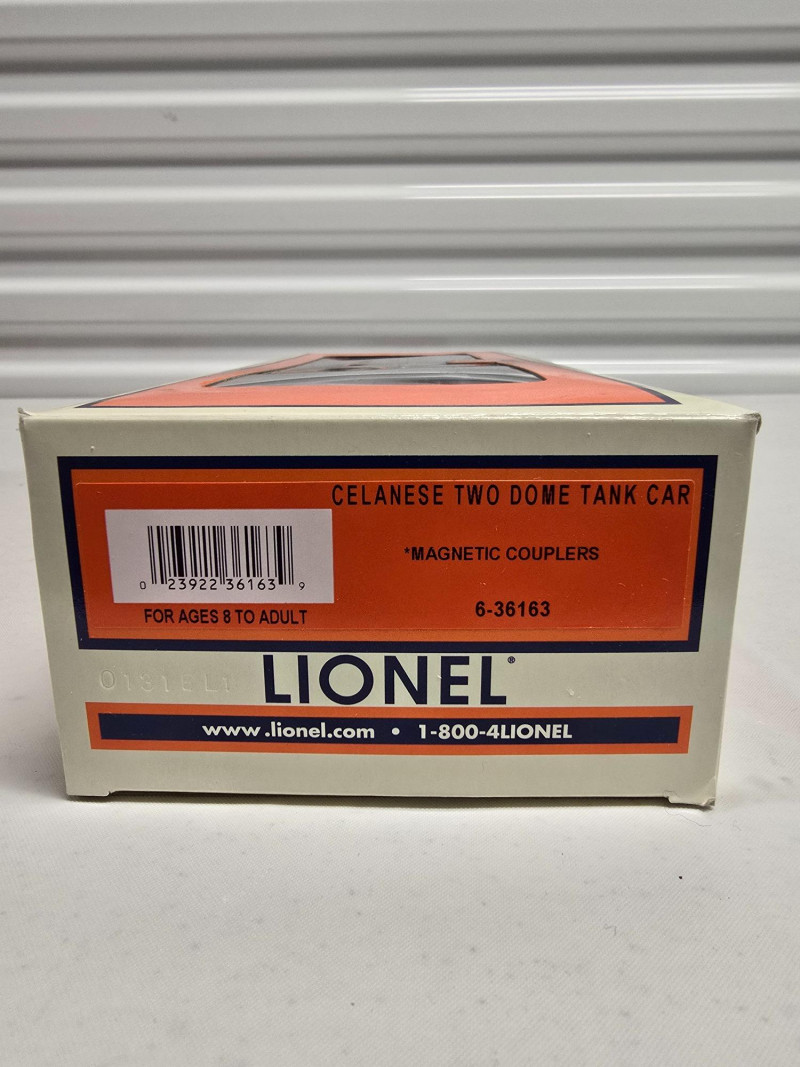 CELANESE TWO DOME TANK CAR
*MAGNETIC COUPLERS
0 23922 36163 9
FOR AGES 8 TO ADULT
6-36163
LIONEL®
www.lionel.com • 1-800-4LIONEL